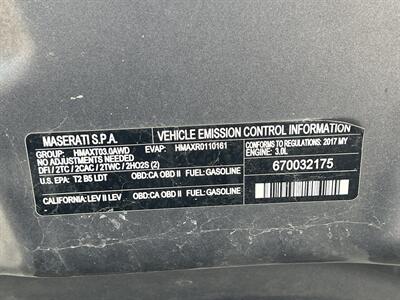 MASERATI S.P.A. VEHICLE EMISSION CONTROL INFORMATION
GROUP: HMAXT03.0AWD EVAP: HMAXR0110161 CONFORMS TO REGULATIONS: 2017 MY
NO ADJUSTMENTS NEEDED ENGINE: 3.0L
DFI / 2TC / 2CAC / 2TWC / 2HO2S (2) 670032175
U.S. EPA: T2 B5 LDT OBD:CA OBD II FUEL:GASOLINE
CALIFORNIA: LEV II LEV OBD:CA OBD II FUEL:GASOLINE